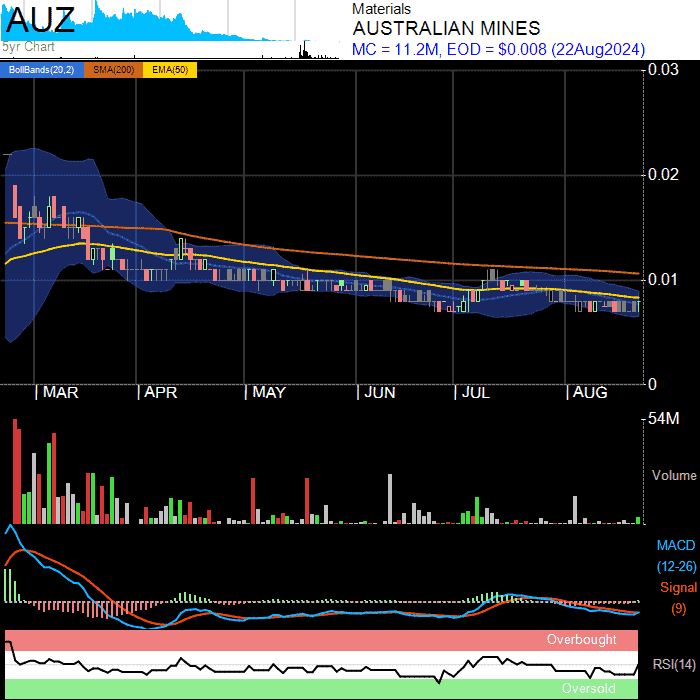 AUZ
5yr Chart
Materials
AUSTRALIAN MINES
MC = 11.2M, EOD = $0.008 (22Aug2024)
BollBands(20,2) SMA(200) EMA(50)
0.03
0.02
0.01
0
| MAR | APR | MAY | JUN | JUL | AUG
54M
Volume
MACD
(12-26)
Signal
(9)
Overbought
RSI(14)
Oversold